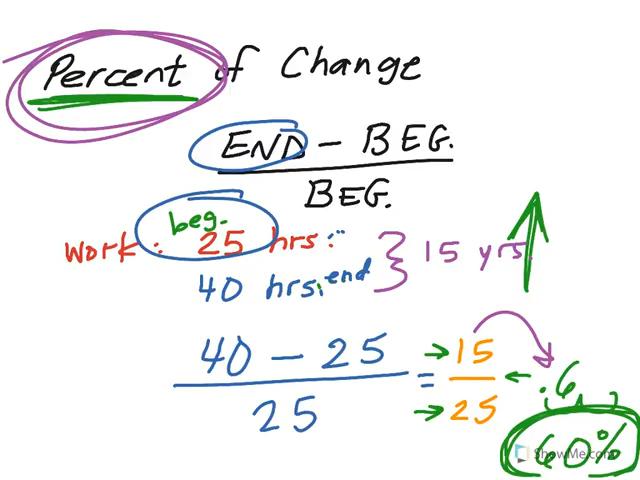 Percent of Change
END - BEG.
BEG.
beg.
work: 25 hrs:
40 hrs: end } 15 yrs.
40 - 25 = 15
25 25
.6
60%
ShowMe.com